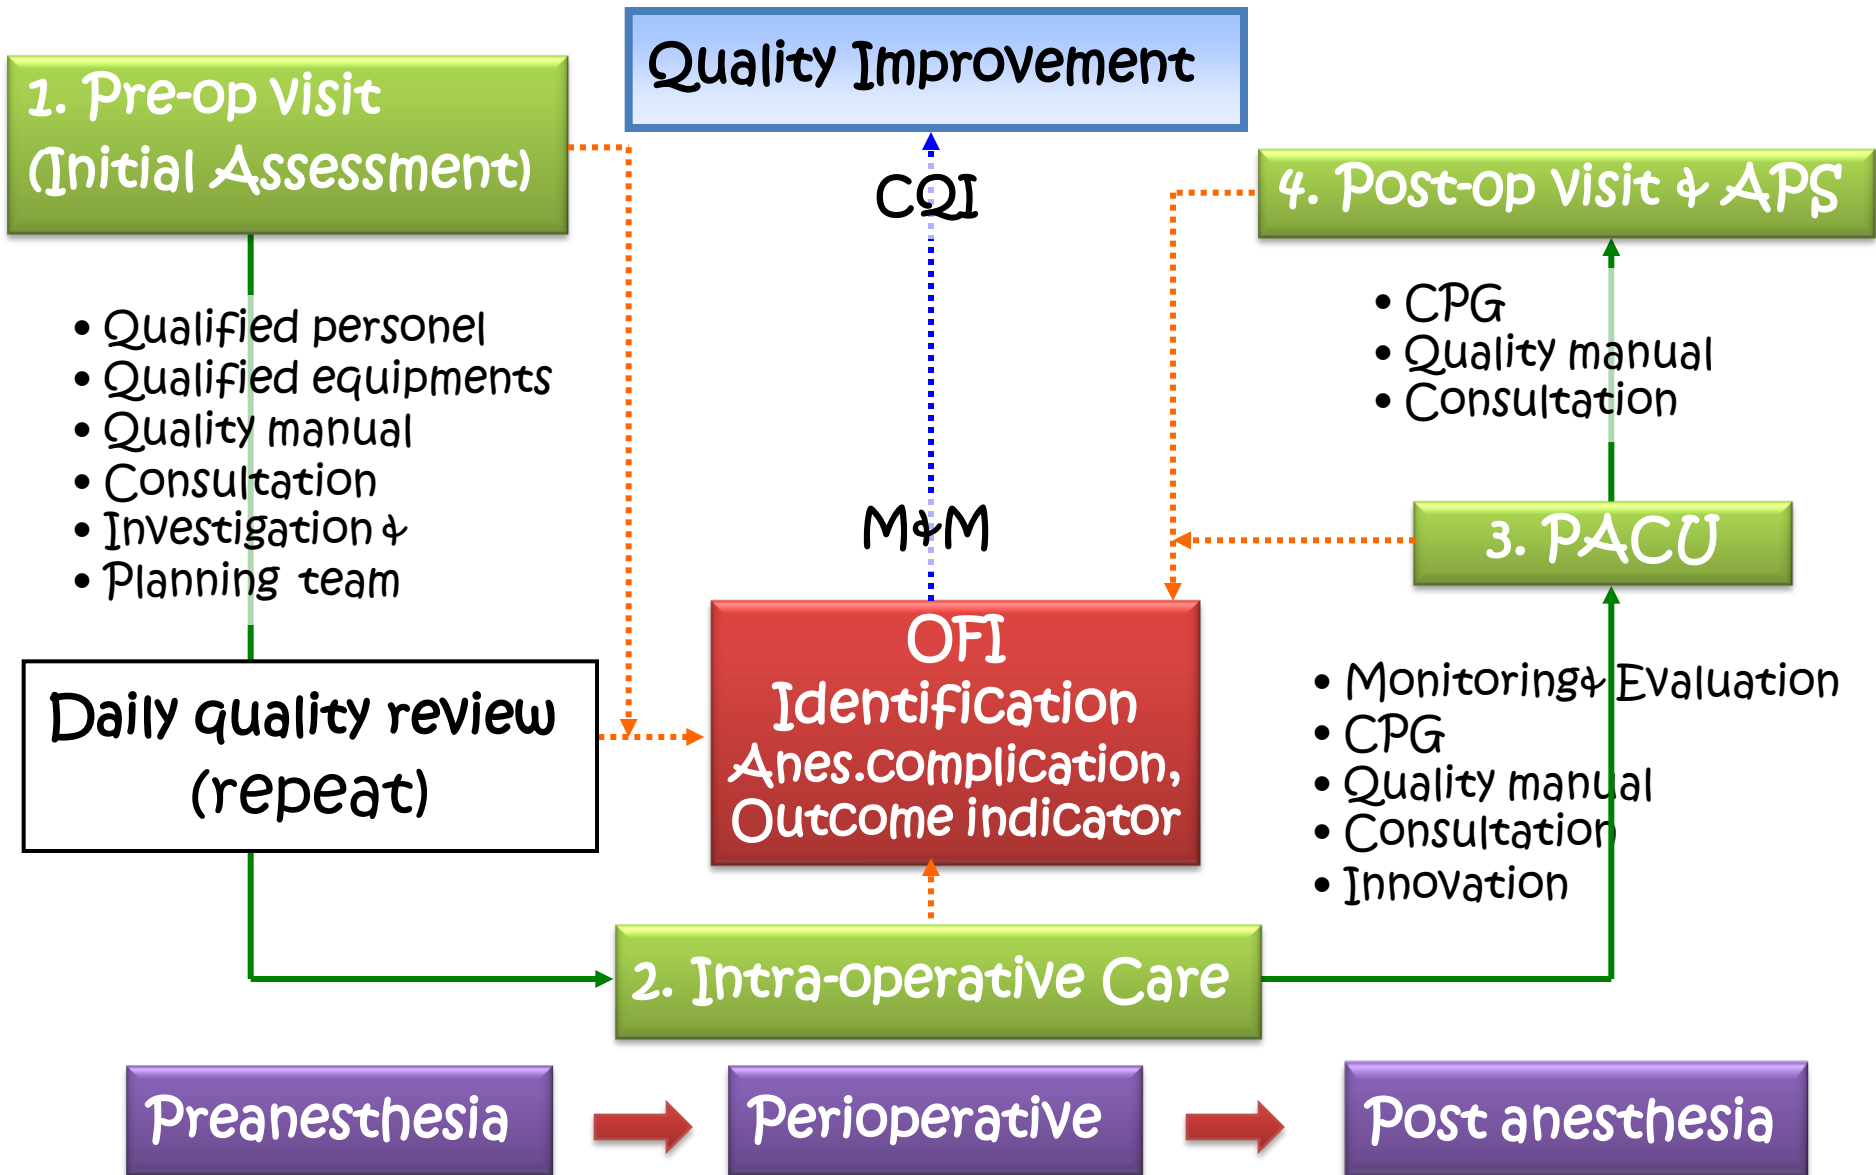 Quality Improvement
1. Pre-op visit
(Initial Assessment)
CQI
4. Post-op visit & APS
• Qualified personel
• Qualified equipments
• Quality manual
• Consultation
• Investigation &
• Planning team
• CPG
• Quality manual
• Consultation
M&M
3. PACU
OFI
Identification
Anes.complication,
Outcome indicator
Daily quality review
(repeat)
• Monitoring& Evaluation
• CPG
• Quality manual
• Consultation
• Innovation
2. Intra-operative Care
Preanesthesia
Perioperative
Post anesthesia